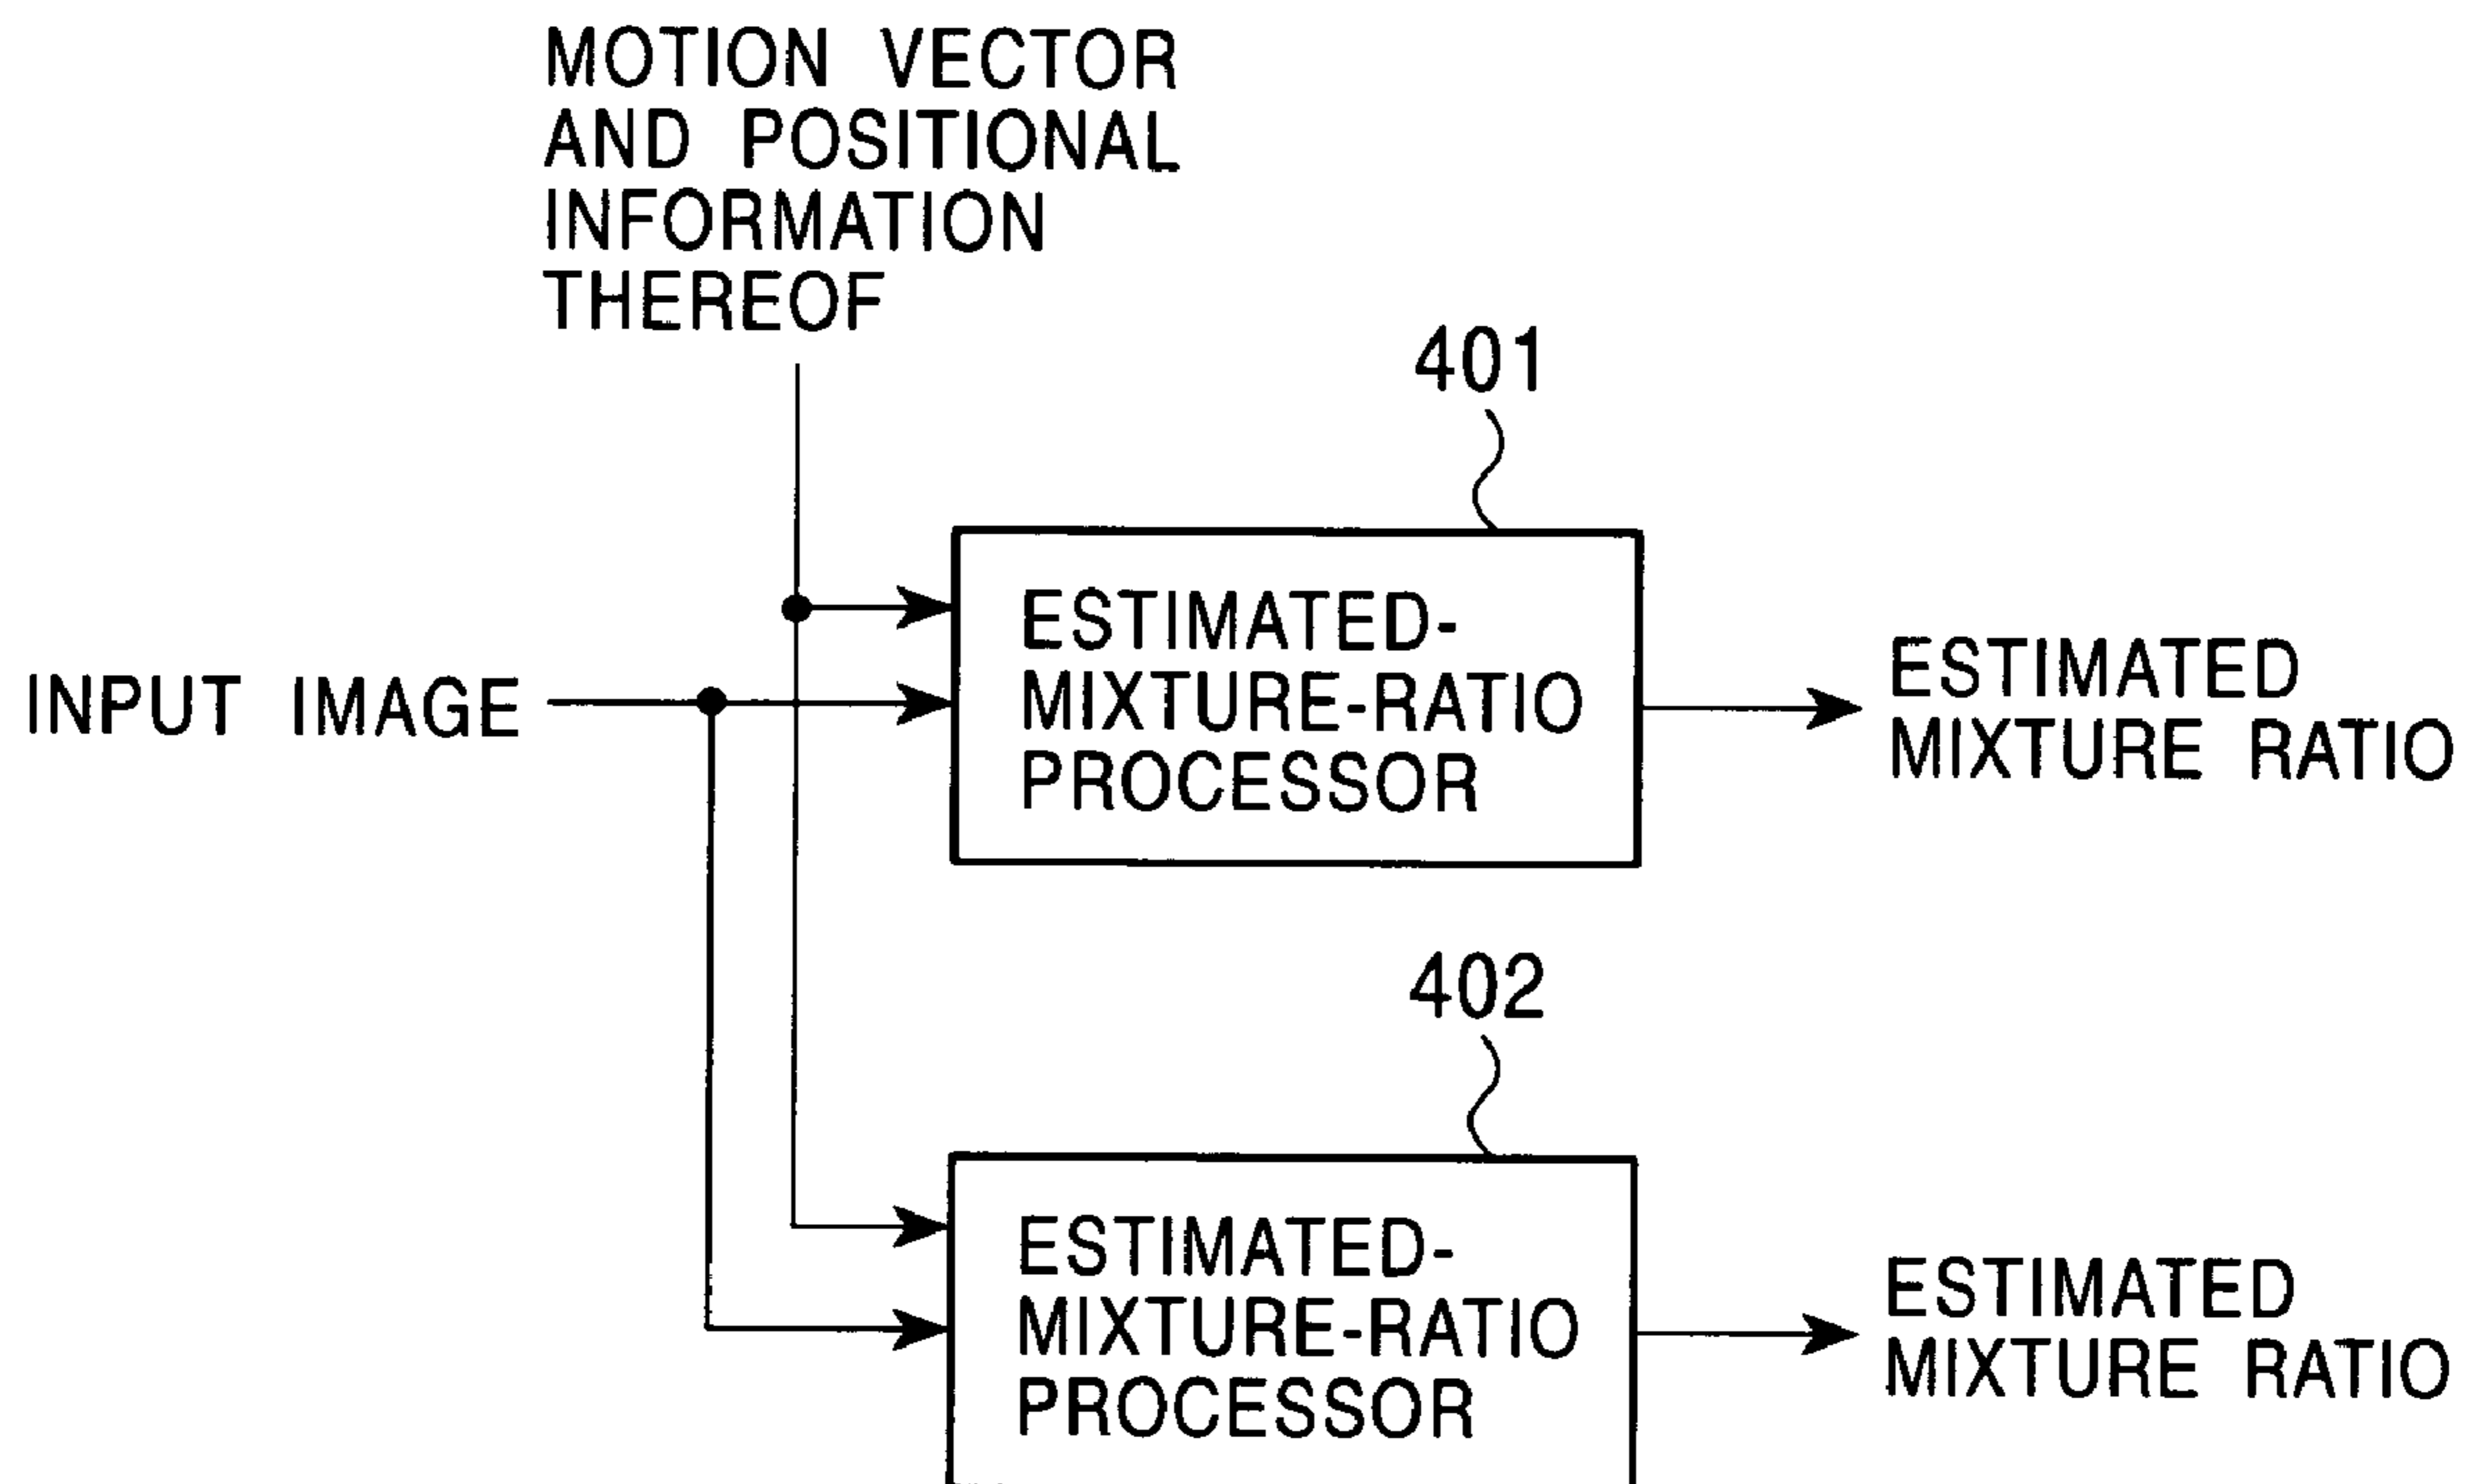 MOTION VECTOR
AND POSITIONAL
INFORMATION
THEREOF
401
ESTIMATED-
MIXTURE-RATIO
PROCESSOR
INPUT IMAGE
ESTIMATED
MIXTURE RATIO
402
ESTIMATED-
MIXTURE-RATIO
PROCESSOR
ESTIMATED
MIXTURE RATIO